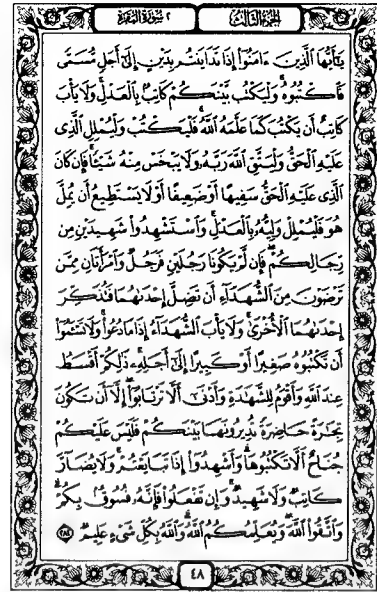 الجزء الثالث ٢ سورة البقرة
يَٰٓأَيُّهَا ٱلَّذِينَ ءَامَنُوٓا۟ إِذَا تَدَايَنتُم بِدَيْنٍ إِلَىٰٓ أَجَلٍ مُّسَمًّى
فَٱكْتُبُوهُ ۚ وَلْيَكْتُب بَّيْنَكُمْ كَاتِبٌۢ بِٱلْعَدْلِ ۚ وَلَا يَأْبَ
كَاتِبٌ أَن يَكْتُبَ كَمَا عَلَّمَهُ ٱللَّهُ ۚ فَلْيَكْتُبْ وَلْيُمْلِلِ ٱلَّذِى
عَلَيْهِ ٱلْحَقُّ وَلْيَتَّقِ ٱللَّهَ رَبَّهُۥ وَلَا يَبْخَسْ مِنْهُ شَيْـًٔا ۚ فَإِن كَانَ
ٱلَّذِى عَلَيْهِ ٱلْحَقُّ سَفِيهًا أَوْ ضَعِيفًا أَوْ لَا يَسْتَطِيعُ أَن يُمِلَّ
هُوَ فَلْيُمْلِلْ وَلِيُّهُۥ بِٱلْعَدْلِ ۚ وَٱسْتَشْهِدُوا۟ شَهِيدَيْنِ مِن
رِّجَالِكُمْ ۖ فَإِن لَّمْ يَكُونَا رَجُلَيْنِ فَرَجُلٌ وَٱمْرَأَتَانِ مِمَّن
تَرْضَوْنَ مِنَ ٱلشُّهَدَآءِ أَن تَضِلَّ إِحْدَىٰهُمَا فَتُذَكِّرَ
إِحْدَىٰهُمَا ٱلْأُخْرَىٰ ۚ وَلَا يَأْبَ ٱلشُّهَدَآءُ إِذَا مَا دُعُوا۟ ۚ وَلَا تَسْـَٔمُوٓا۟
أَن تَكْتُبُوهُ صَغِيرًا أَوْ كَبِيرًا إِلَىٰٓ أَجَلِهِۦ ۚ ذَٰلِكُمْ أَقْسَطُ
عِندَ ٱللَّهِ وَأَقْوَمُ لِلشَّهَٰدَةِ وَأَدْنَىٰٓ أَلَّا تَرْتَابُوٓا۟ ۖ إِلَّآ أَن تَكُونَ
تِجَٰرَةً حَاضِرَةً تُدِيرُونَهَا بَيْنَكُمْ فَلَيْسَ عَلَيْكُمْ
جُنَاحٌ أَلَّا تَكْتُبُوهَا ۗ وَأَشْهِدُوٓا۟ إِذَا تَبَايَعْتُمْ ۚ وَلَا يُضَآرَّ
كَاتِبٌ وَلَا شَهِيدٌ ۚ وَإِن تَفْعَلُوا۟ فَإِنَّهُۥ فُسُوقٌۢ بِكُمْ ۗ
وَٱتَّقُوا۟ ٱللَّهَ ۖ وَيُعَلِّمُكُمُ ٱللَّهُ ۗ وَٱللَّهُ بِكُلِّ شَىْءٍ عَلِيمٌ ٢٨٢
٤٨